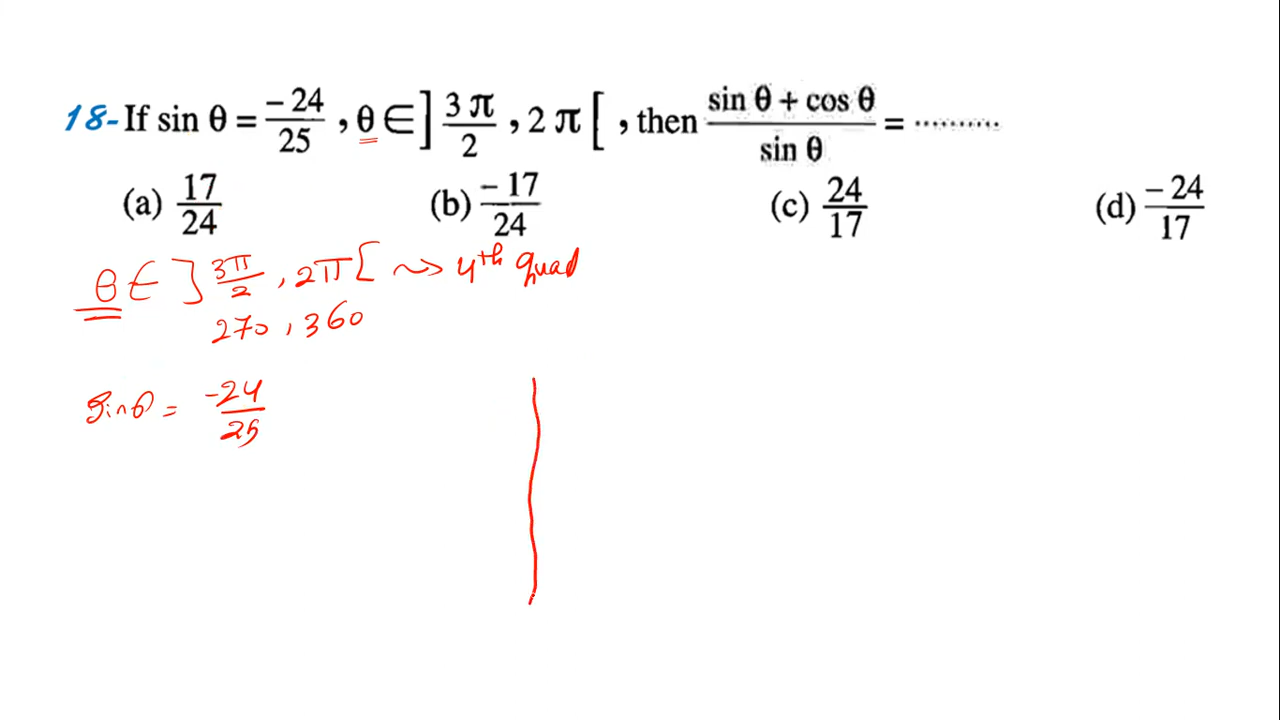 18- If sin θ = -24/25 , θ ∈ ] 3π/2 , 2π [ , then (sin θ + cos θ)/(sin θ) = ..........
(a) 17/24 (b) -17/24 (c) 24/17 (d) -24/17
θ ∈ ] 3π/2 , 2π [ ⇝ 4th quad
270 , 360
sin θ = -24/25